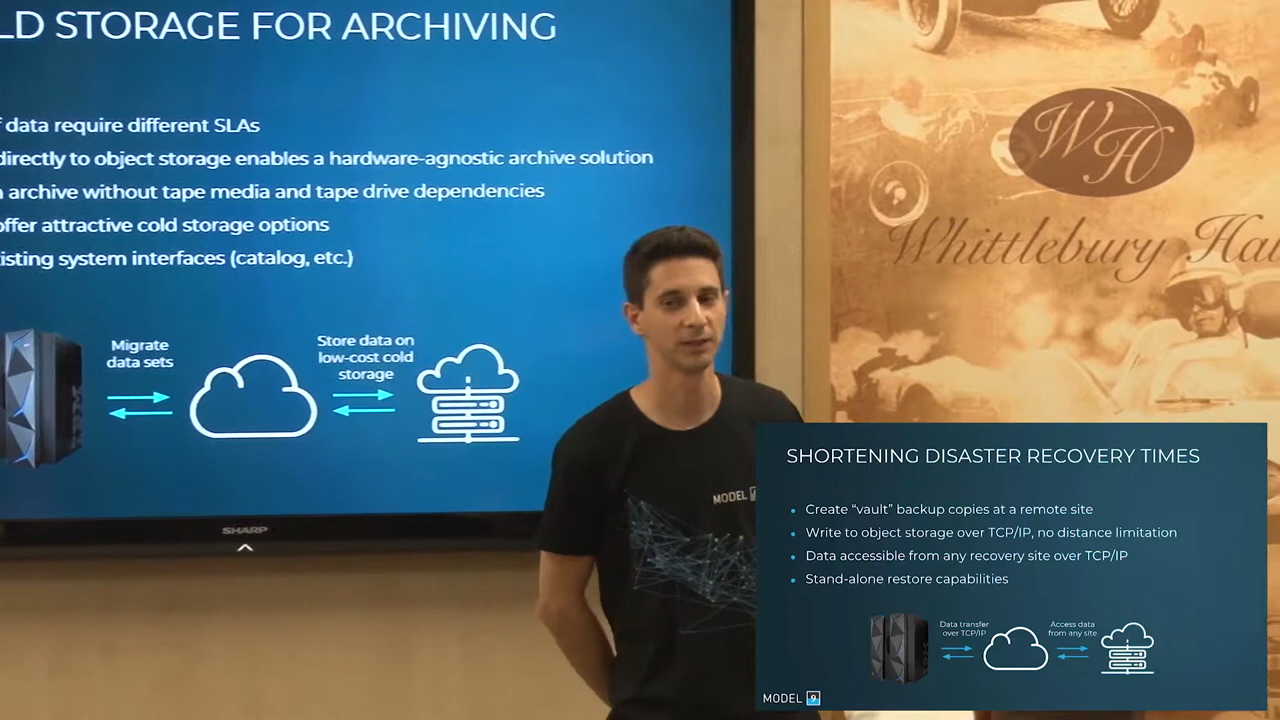 LD STORAGE FOR ARCHIVING
data require different SLAs
directly to object storage enables a hardware-agnostic archive solution
archive without tape media and tape drive dependencies
offer attractive cold storage options
isting system interfaces (catalog, etc.)
Migrate
data sets
Store data on
low-cost cold
storage
SHARP
WH
Whittlebury Hal
MODEL
SHORTENING DISASTER RECOVERY TIMES
• Create “vault” backup copies at a remote site
• Write to object storage over TCP/IP, no distance limitation
• Data accessible from any recovery site over TCP/IP
• Stand-alone restore capabilities
Data transfer
over TCP/IP
Access data
from any site
MODEL 9